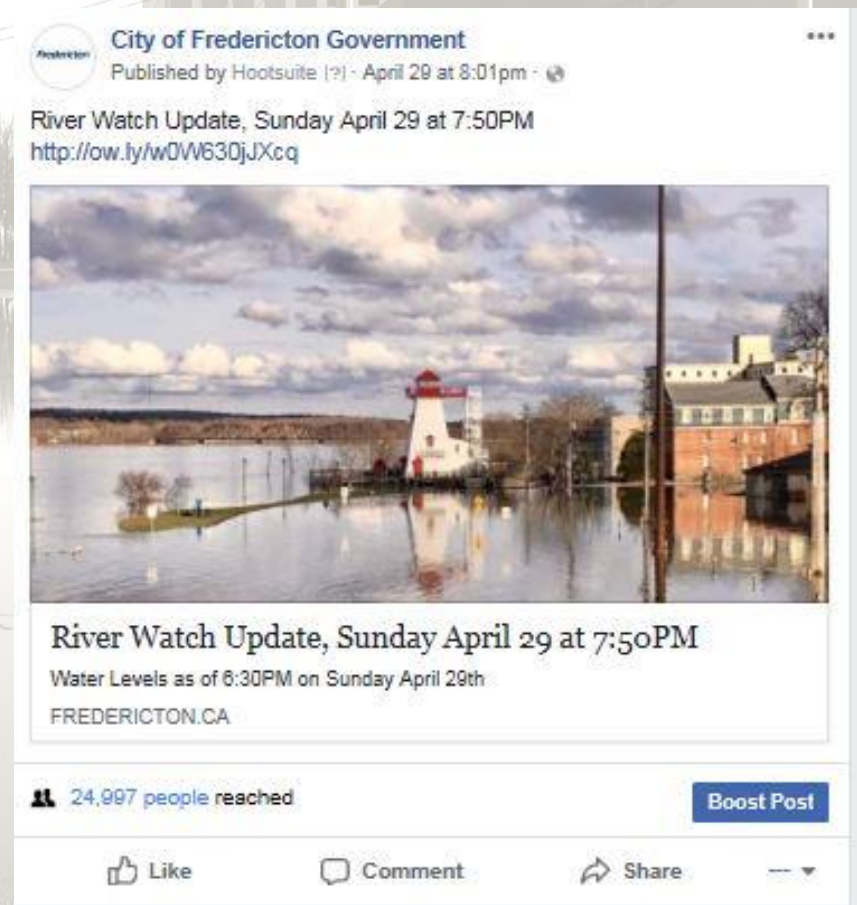 Fredericton
City of Fredericton Government
Published by Hootsuite [?] · April 29 at 8:01pm ·
River Watch Update, Sunday April 29 at 7:50PM
http://ow.ly/w0W630jJXcq
River Watch Update, Sunday April 29 at 7:50PM
Water Levels as of 6:30PM on Sunday April 29th
FREDERICTON.CA
24,997 people reached
Boost Post
Like
Comment
Share